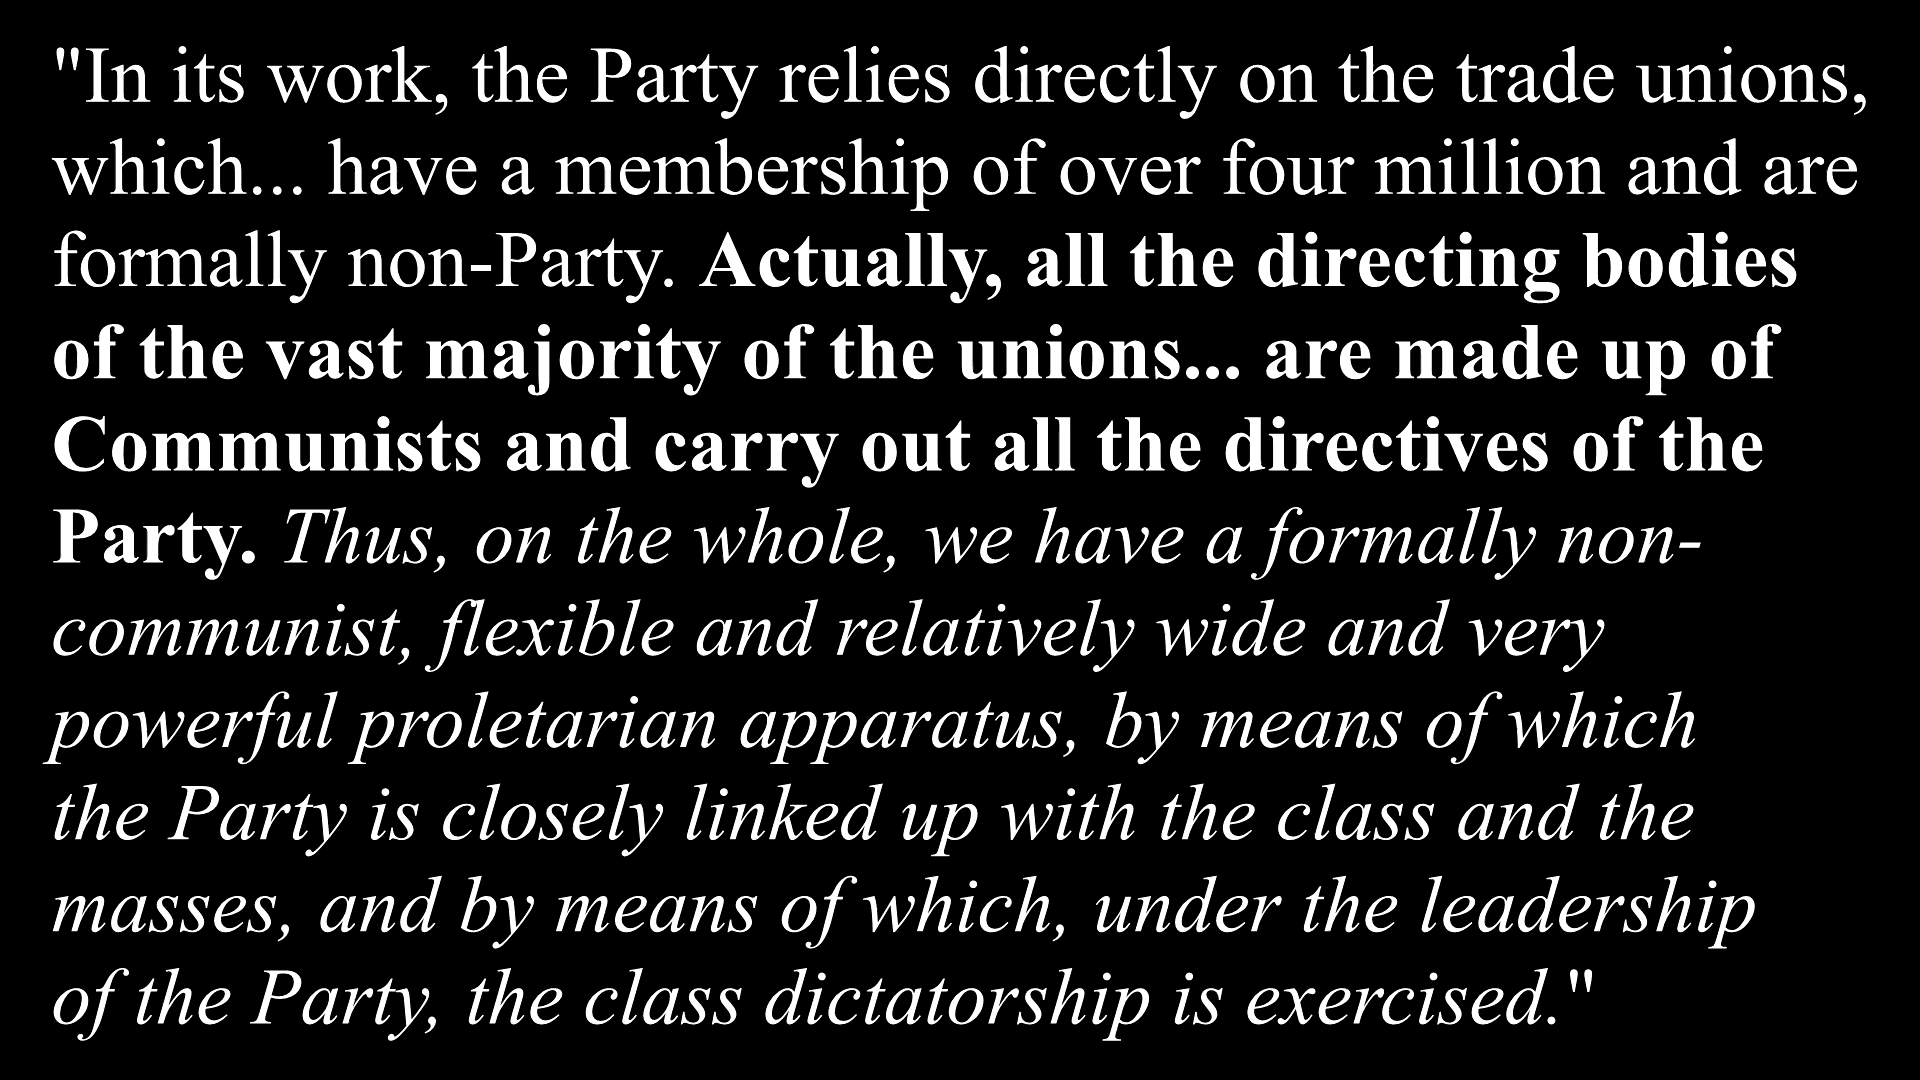 "In its work, the Party relies directly on the trade unions,
which... have a membership of over four million and are
formally non-Party. Actually, all the directing bodies
of the vast majority of the unions... are made up of
Communists and carry out all the directives of the
Party. Thus, on the whole, we have a formally non-
communist, flexible and relatively wide and very
powerful proletarian apparatus, by means of which
the Party is closely linked up with the class and the
masses, and by means of which, under the leadership
of the Party, the class dictatorship is exercised."